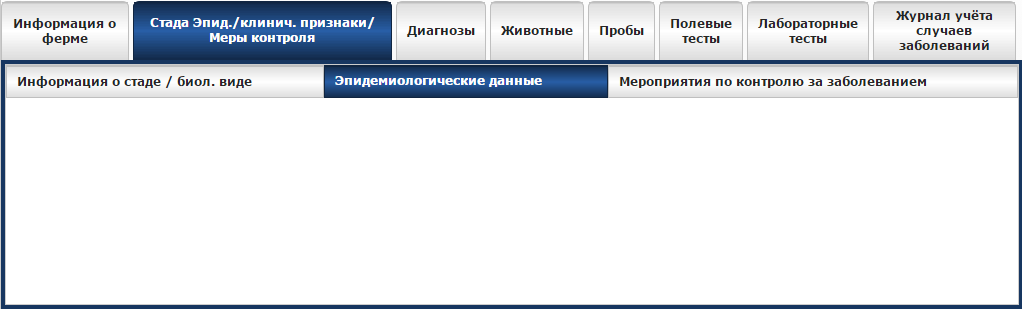 Информация о
ферме
Стада Эпид./клинич. признаки/
Меры контроля
Диагнозы
Животные
Пробы
Полевые
тесты
Лабораторные
тесты
Журнал учёта
случаев
заболеваний
Информация о стаде / биол. виде
Эпидемиологические данные
Мероприятия по контролю за заболеванием